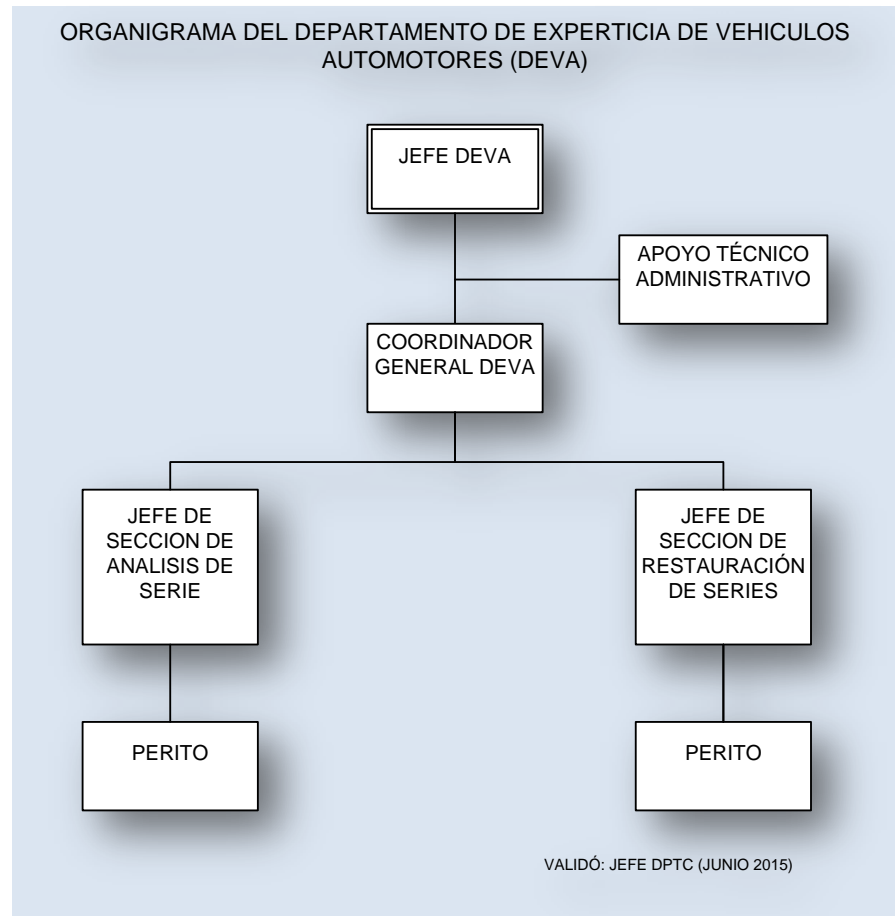 ORGANIGRAMA DEL DEPARTAMENTO DE EXPERTICIA DE VEHICULOS
AUTOMOTORES (DEVA)
JEFE DEVA
APOYO TÉCNICO
ADMINISTRATIVO
COORDINADOR
GENERAL DEVA
JEFE DE
SECCION DE
ANALISIS DE
SERIE
JEFE DE
SECCION DE
RESTAURACIÓN
DE SERIES
PERITO
PERITO
VALIDÓ: JEFE DPTC (JUNIO 2015)